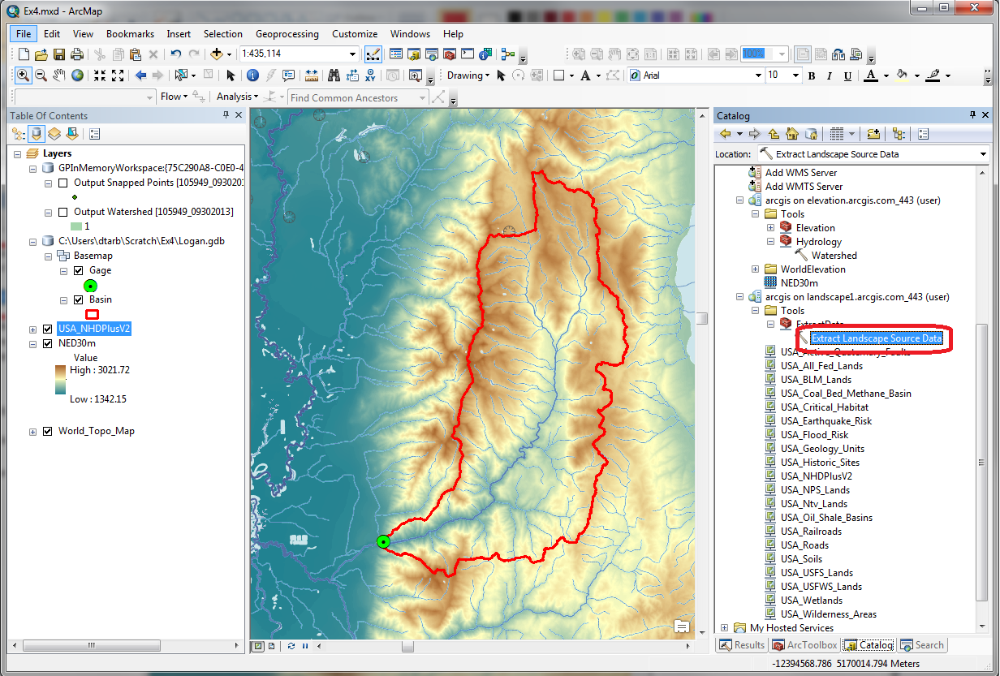 Ex4.mxd - ArcMap
File Edit View Bookmarks Insert Selection Geoprocessing Customize Windows Help
1:435,114
100%
Drawing
Arial
10
B I U A
Flow
Analysis
Find Common Ancestors
Table Of Contents
Layers
GPInMemoryWorkspace:{75C290A8-C0E0-4
Output Snapped Points [105949_0930201
Output Watershed [105949_09302013]
1
C:\Users\dtarb\Scratch\Ex4\Logan.gdb
Basemap
Gage
Basin
USA_NHDPlusV2
NED30m
Value
High : 3021.72
Low : 1342.15
World_Topo_Map
Catalog
Location: Extract Landscape Source Data
Add WMS Server
Add WMTS Server
arcgis on elevation.arcgis.com_443 (user)
Tools
Elevation
Hydrology
Watershed
WorldElevation
NED30m
arcgis on landscape1.arcgis.com_443 (user)
Tools
ExtractData
Extract Landscape Source Data
USA_Active_Quaternary_Faults
USA_All_Fed_Lands
USA_BLM_Lands
USA_Coal_Bed_Methane_Basin
USA_Critical_Habitat
USA_Earthquake_Risk
USA_Flood_Risk
USA_Geology_Units
USA_Historic_Sites
USA_NHDPlusV2
USA_NPS_Lands
USA_Ntv_Lands
USA_Oil_Shale_Basins
USA_Railroads
USA_Roads
USA_Soils
USA_USFS_Lands
USA_USFWS_Lands
USA_Wetlands
USA_Wilderness_Areas
My Hosted Services
Results ArcToolbox Catalog Search
-12394568.786 5170014.794 Meters